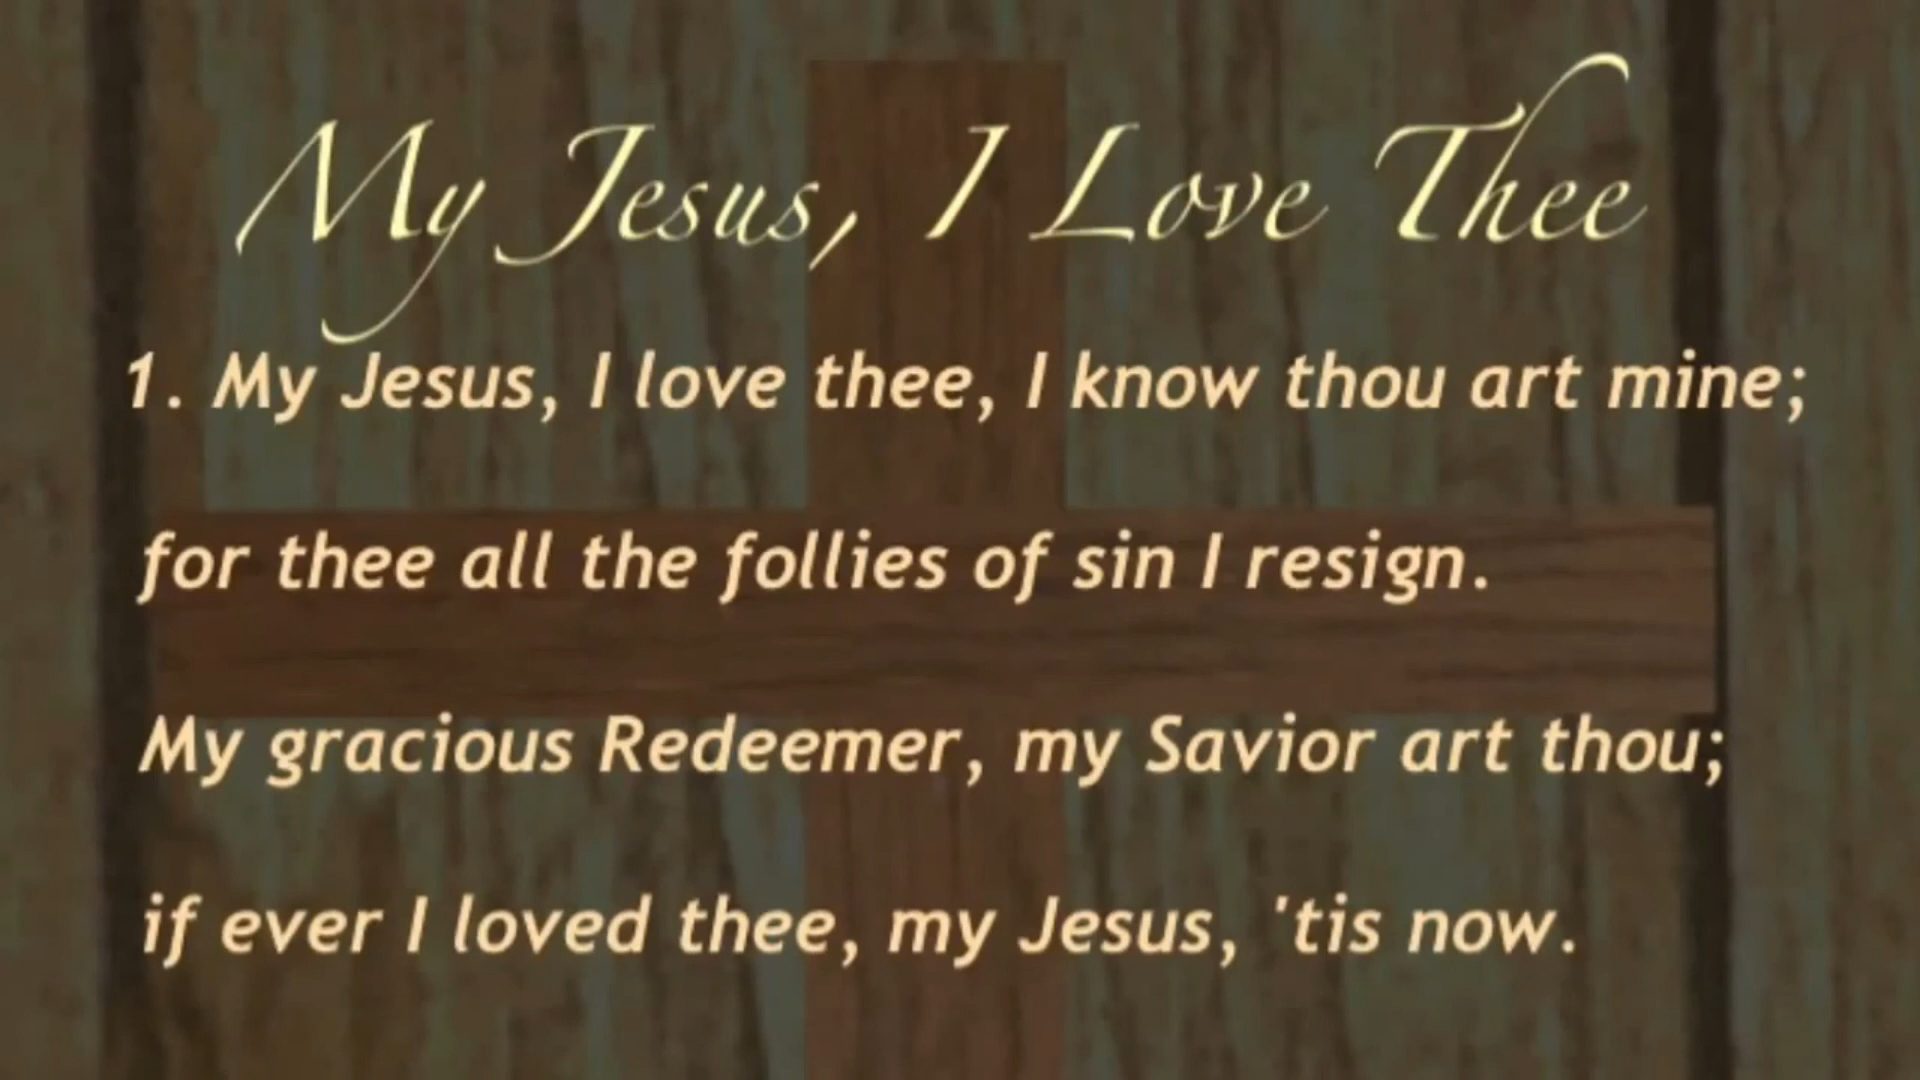 My Jesus, I Love Thee
1. My Jesus, I love thee, I know thou art mine;
for thee all the follies of sin I resign.
My gracious Redeemer, my Savior art thou;
if ever I loved thee, my Jesus, 'tis now.